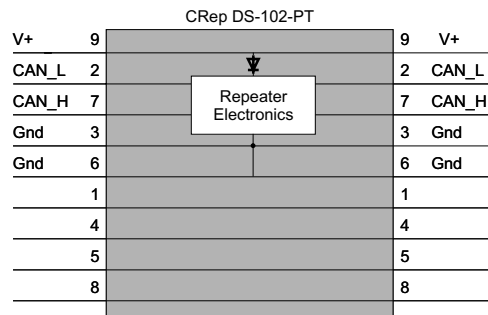 CRep DS-102-PT
V+ 9 9 V+
CAN_L 2 2 CAN_L
CAN_H 7 Repeater Electronics 7 CAN_H
Gnd 3 3 Gnd
Gnd 6 6 Gnd
1 1
4 4
5 5
8 8